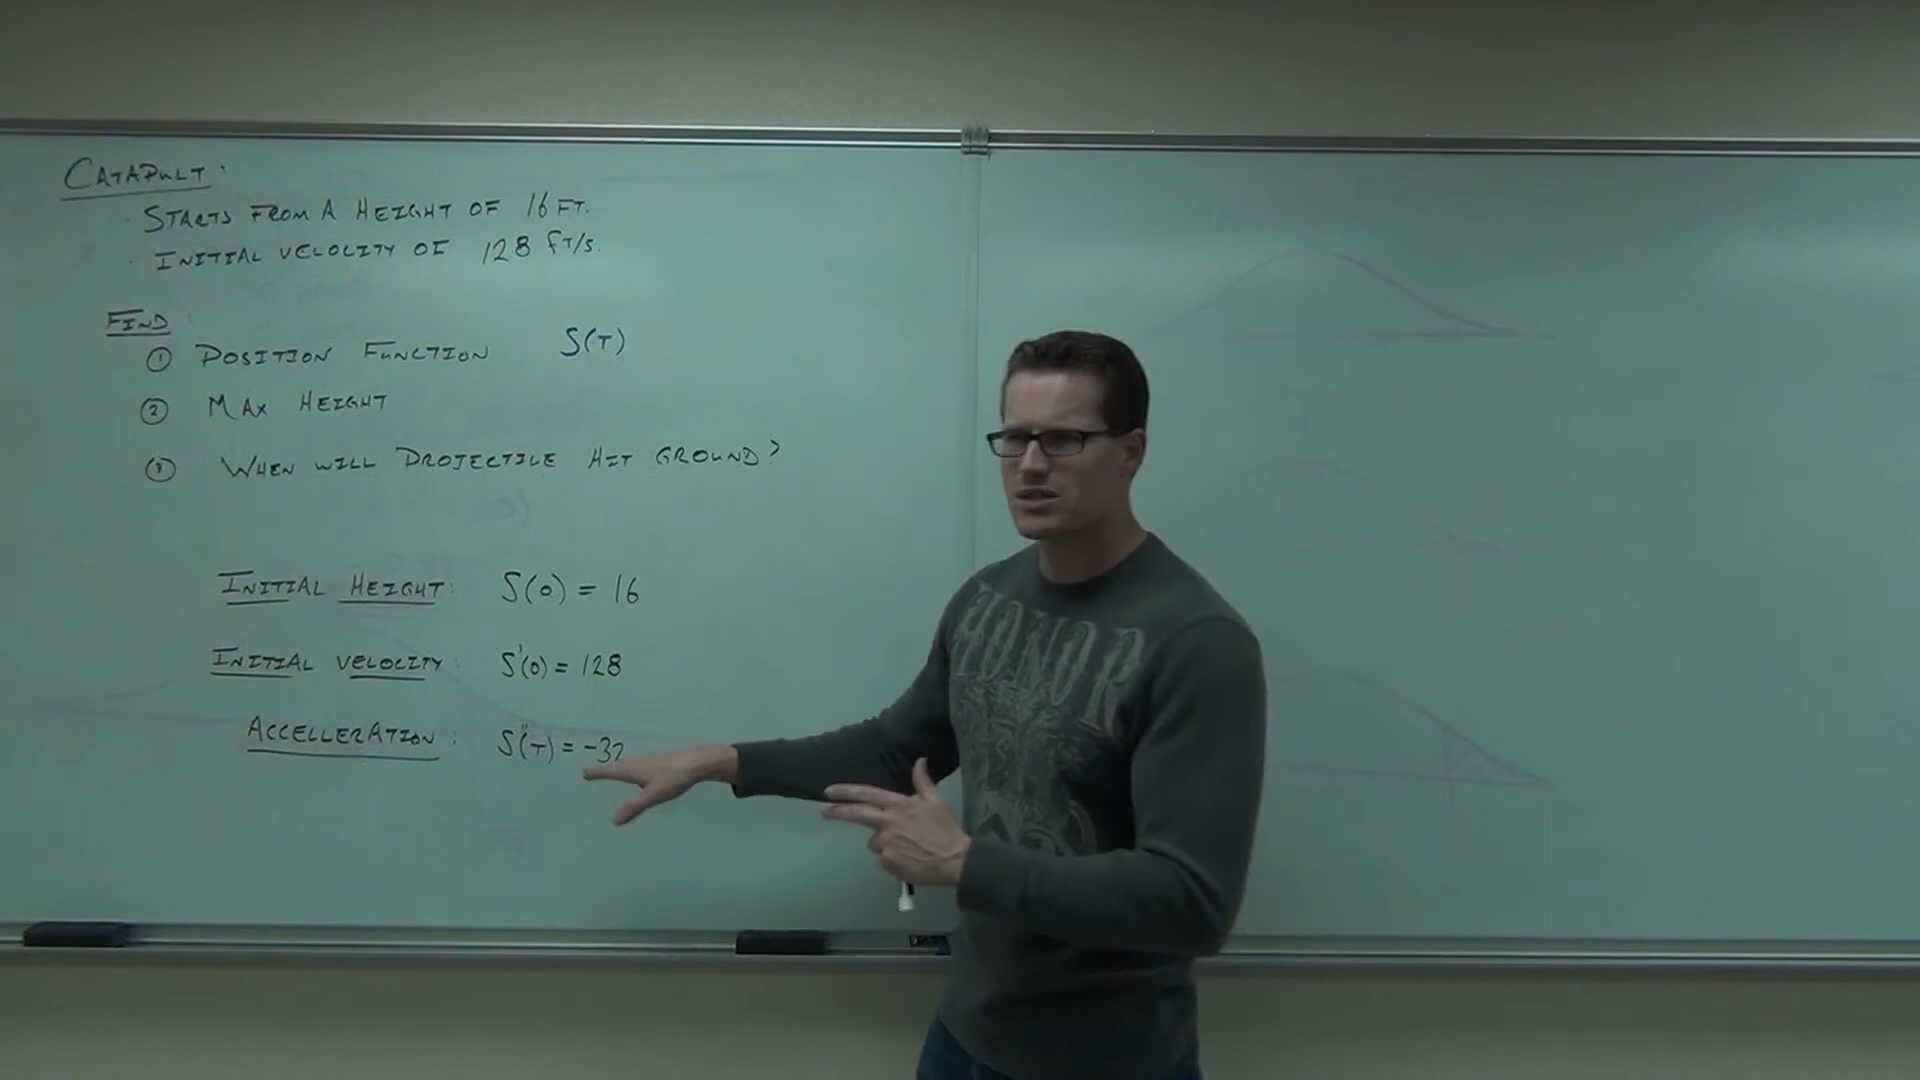 CATAPULT:
· STARTS FROM A HEIGHT OF 16 FT.
· INITIAL VELOCITY OF 128 FT/S.
FIND:
① POSITION FUNCTION S(T)
② MAX HEIGHT
③ WHEN WILL PROJECTILE HIT GROUND?
INITIAL HEIGHT: S(0) = 16
INITIAL VELOCITY: S'(0) = 128
ACCELLERATION: S"(T) = -32
HONOR